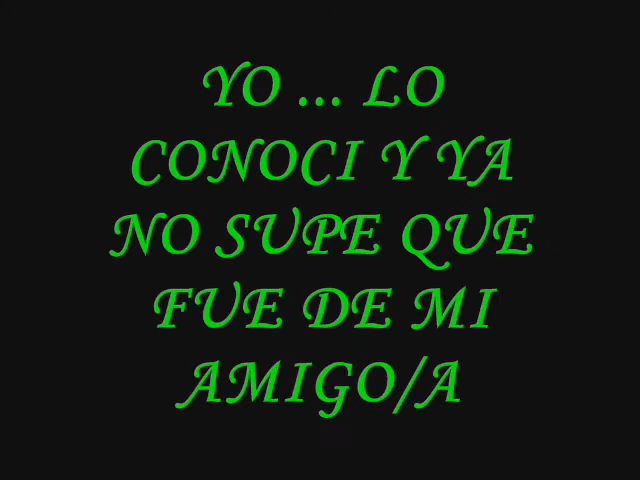 YO ... LO
CONOCI Y YA
NO SUPE QUE
FUE DE MI
AMIGO/A